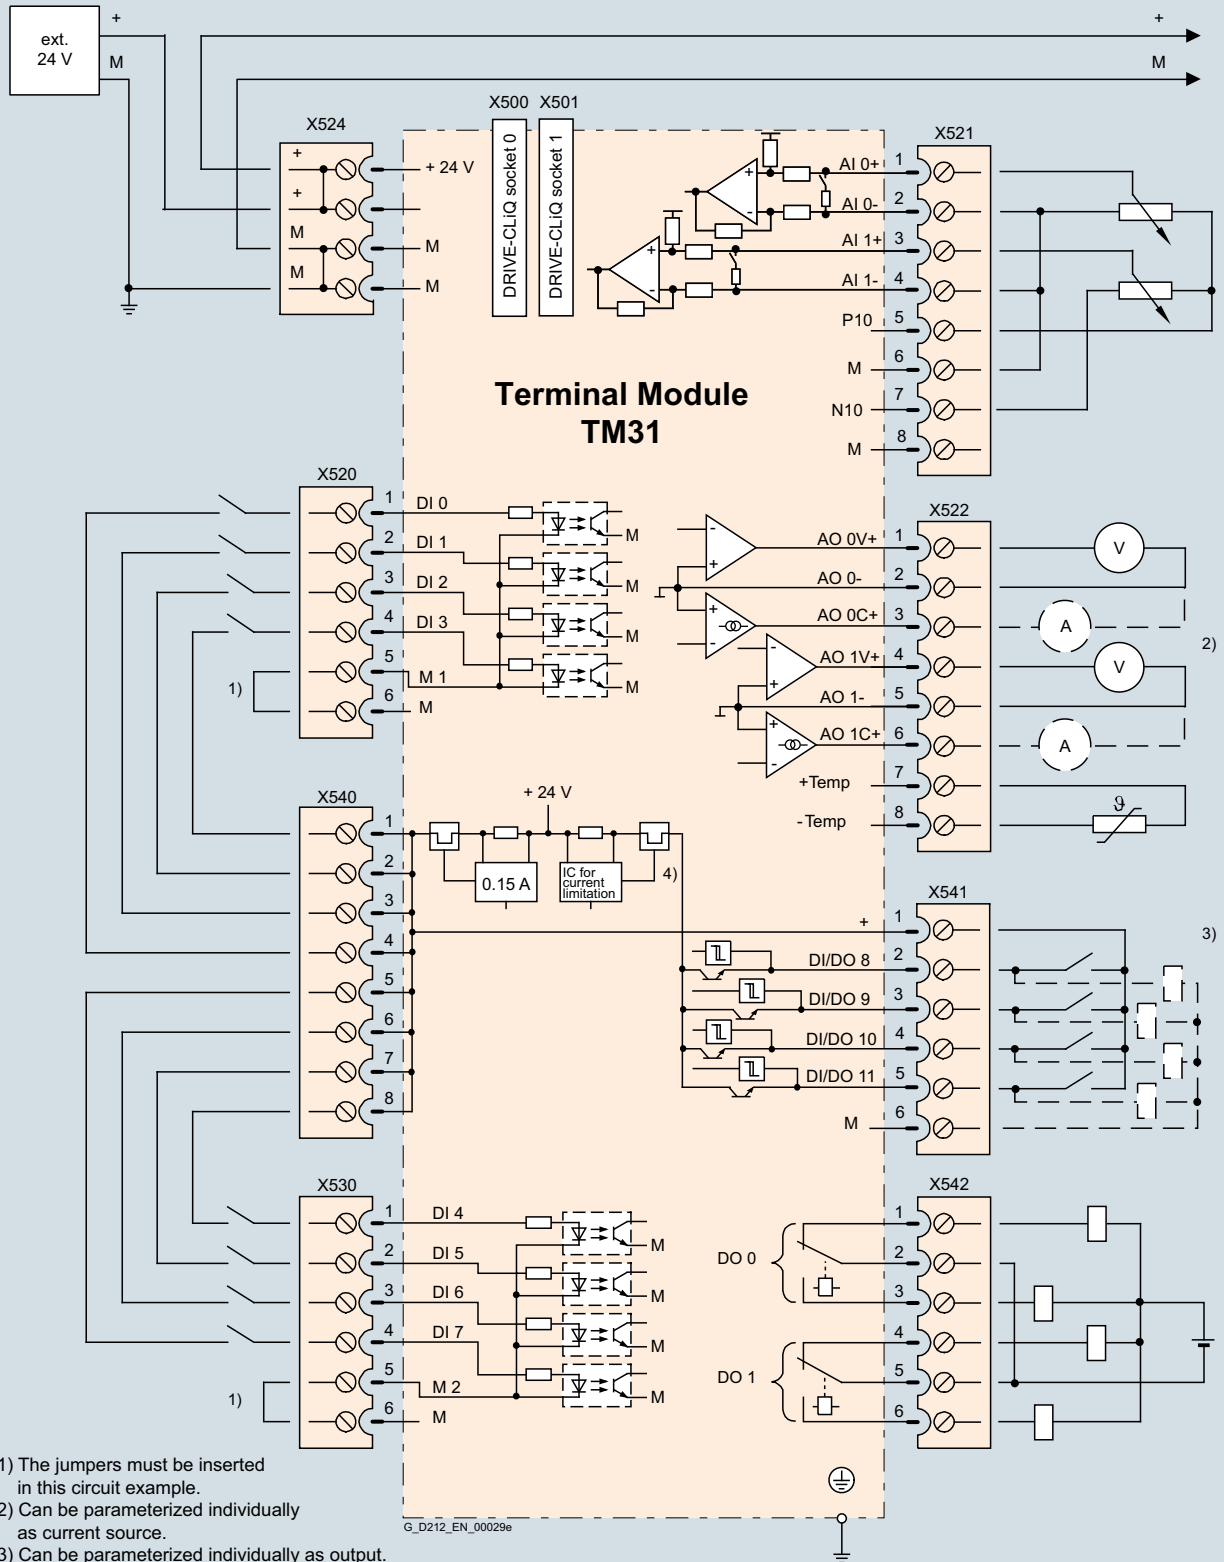 ext.
24 V
+
M
+
M
X500 X501
X524
+
+
M
M
+ 24 V
M
M
DRIVE-CLiQ socket 0
DRIVE-CLiQ socket 1
X521
AI 0+ 1
AI 0- 2
AI 1+ 3
AI 1- 4
P10 5
M 6
N10 7
M 8
+
-
+
-
Terminal Module
TM31
X520
1 DI 0
2 DI 1
3 DI 2
4 DI 3
5 M 1
6 M
1)
M
M
M
M
X522
AO 0V+ 1
AO 0- 2
AO 0C+ 3
AO 1V+ 4
AO 1- 5
AO 1C+ 6
+Temp 7
- Temp 8
-
+
+
-
-
+
+
-
V
A
V
A
2)
ϑ
X540
1
2
3
4
5
6
7
8
+ 24 V
0.15 A
IC for
current
limitation
4)
X541
+ 1
DI/DO 8 2
DI/DO 9 3
DI/DO 10 4
DI/DO 11 5
M 6
3)
X530
1 DI 4
2 DI 5
3 DI 6
4 DI 7
5 M 2
6 M
1)
M
M
M
M
X542
DO 0
1
2
3
DO 1
4
5
6
1) The jumpers must be inserted
in this circuit example.
2) Can be parameterized individually
as current source.
3) Can be parameterized individually as output.
G_D212_EN_00029e